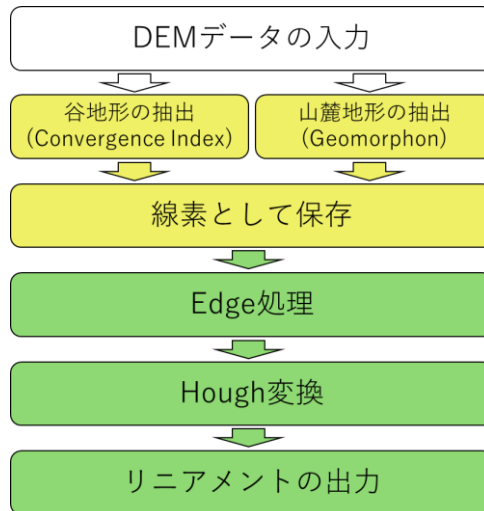 DEMデータの入力
谷地形の抽出
(Convergence Index)
山麓地形の抽出
(Geomorphon)
線素として保存
Edge処理
Hough変換
リニアメントの出力